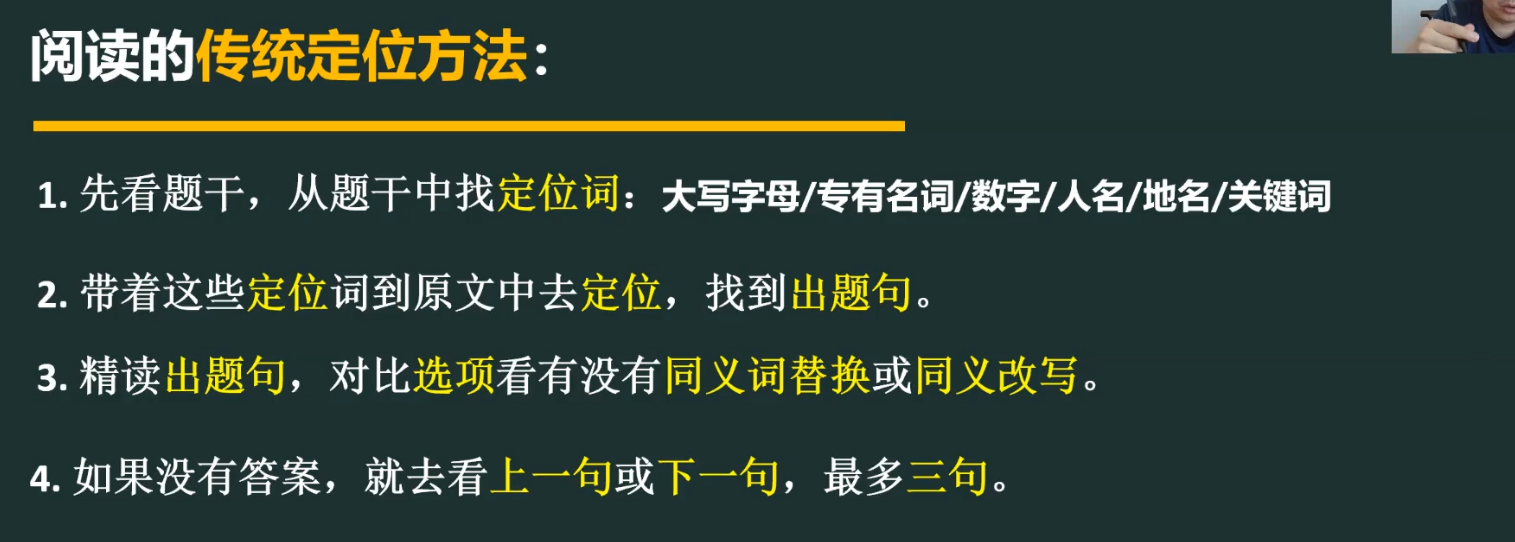 阅读的传统定位方法：
1. 先看题干，从题干中找定位词：大写字母/专有名词/数字/人名/地名/关键词
2. 带着这些定位词到原文中去定位，找到出题句。
3. 精读出题句，对比选项看有没有同义词替换或同义改写。
4. 如果没有答案，就去看上一句或下一句，最多三句。